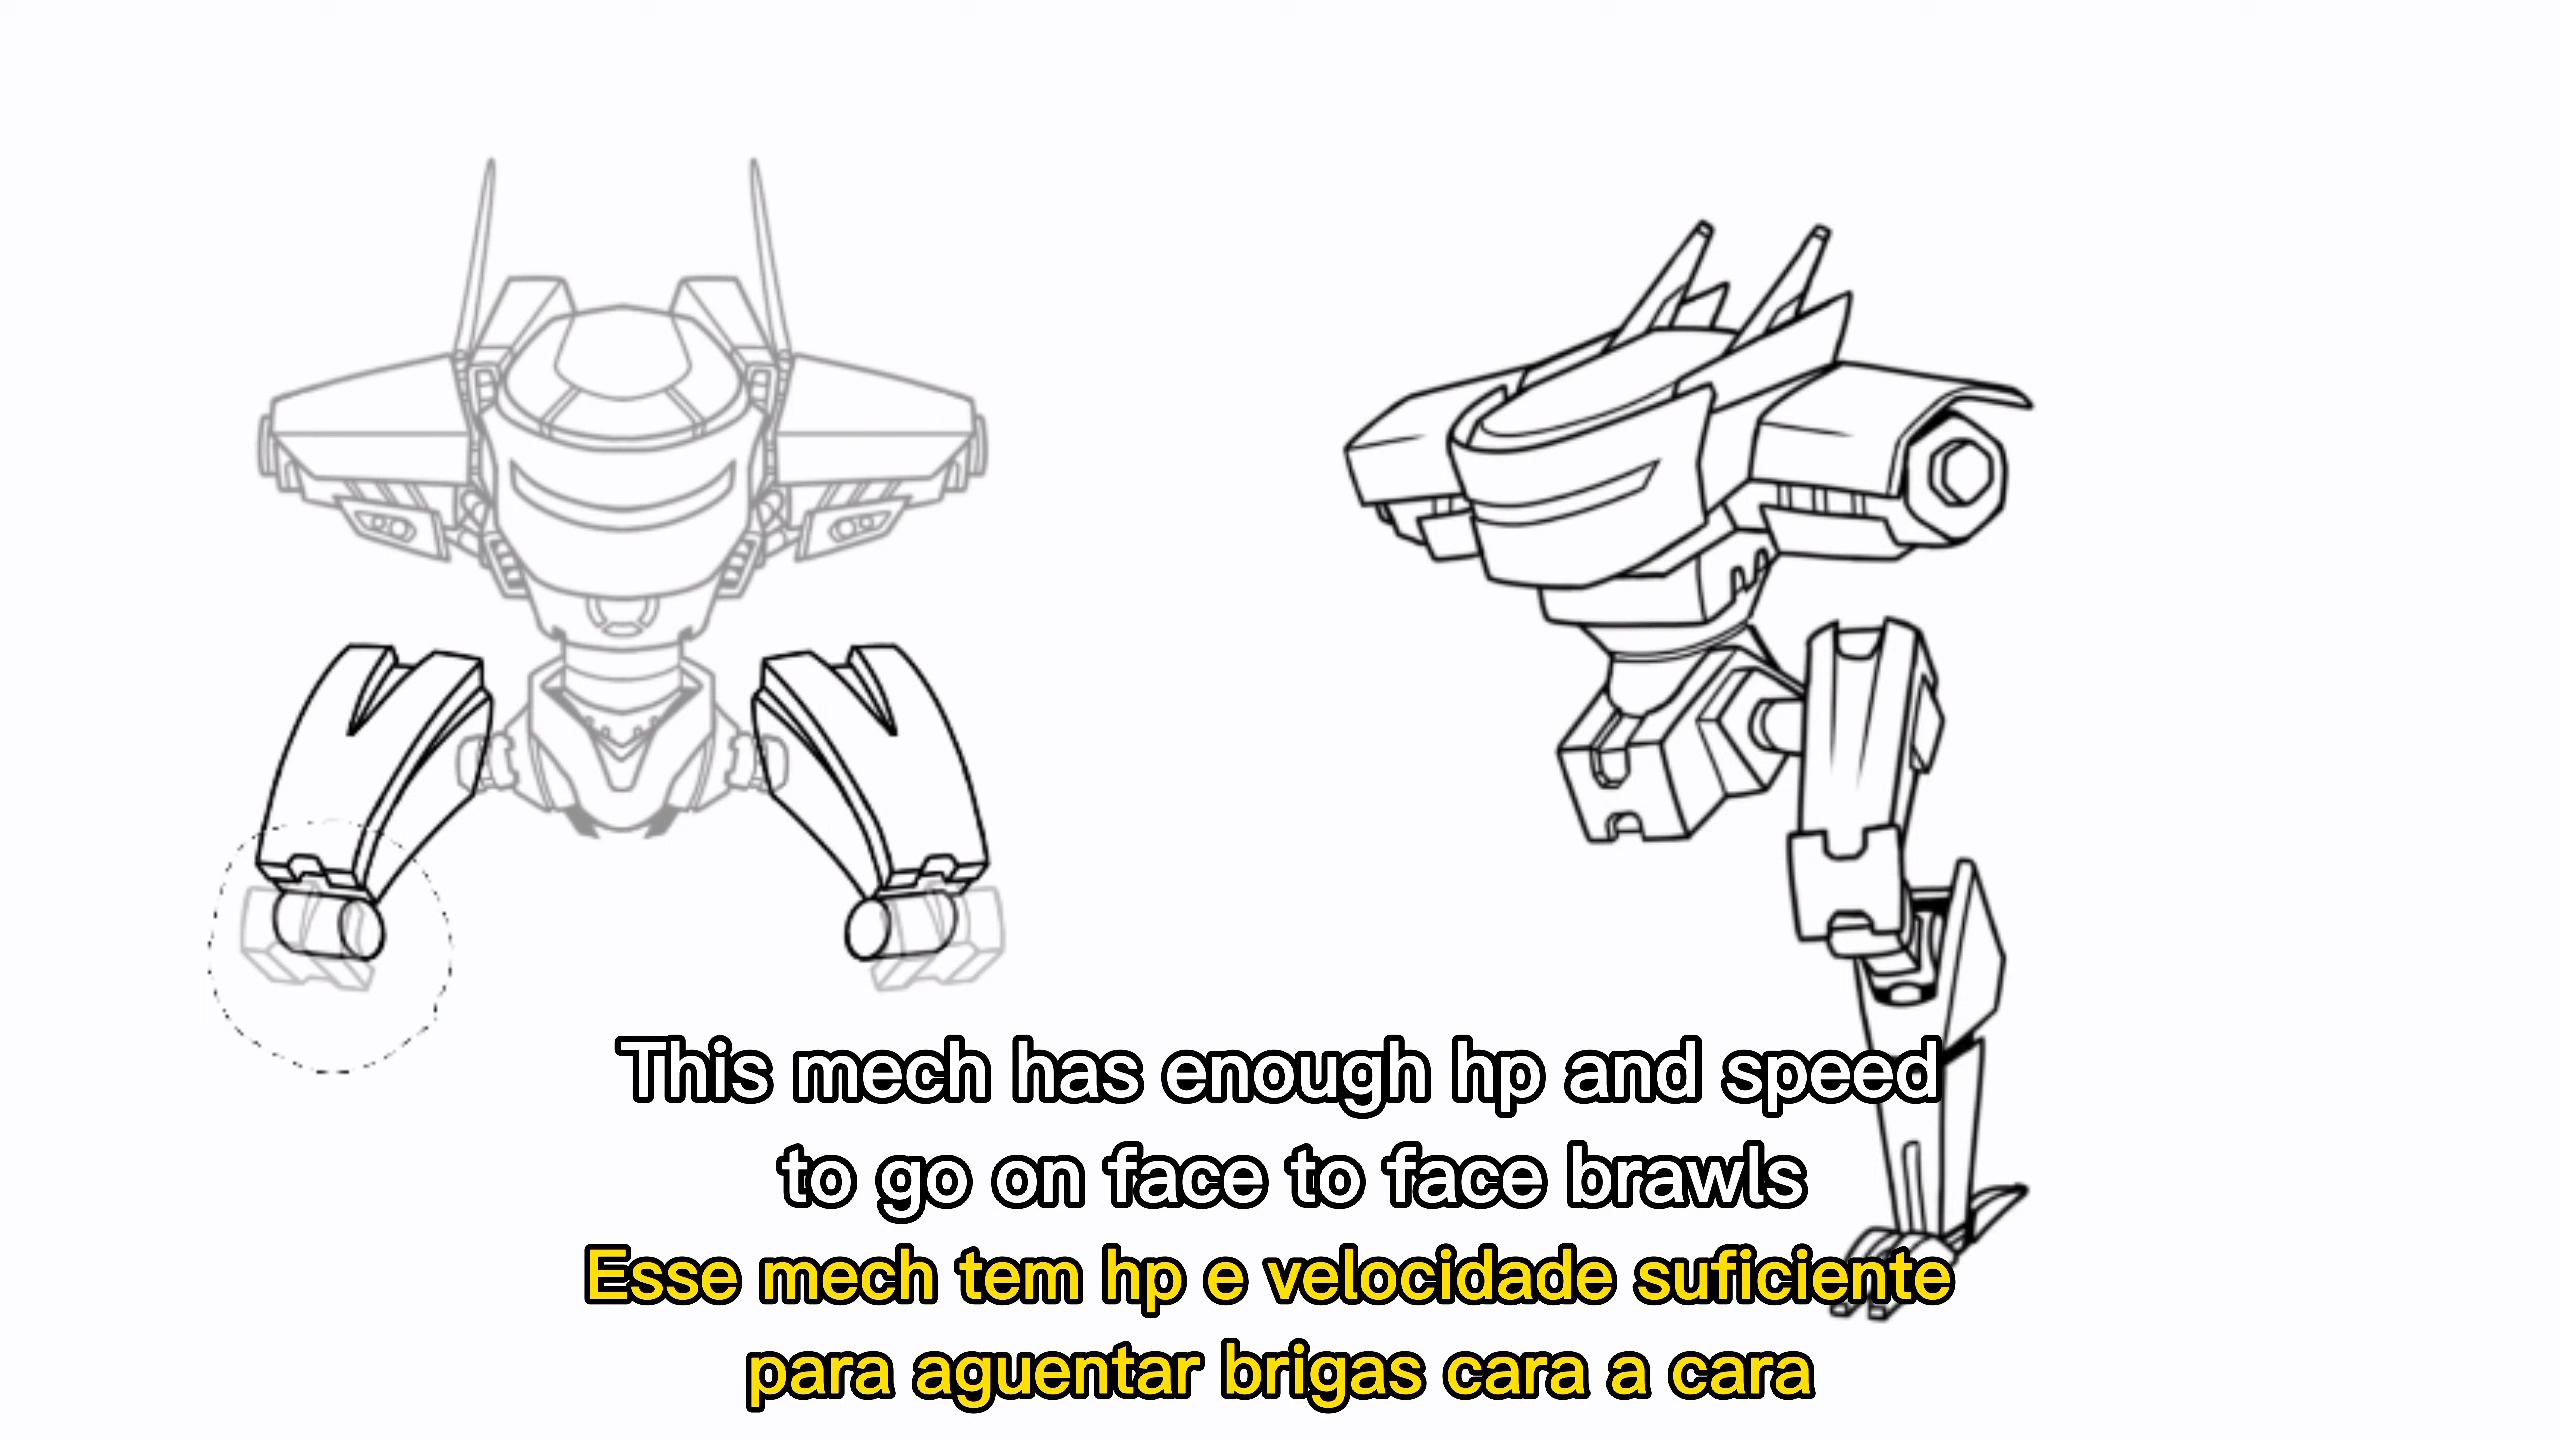 This mech has enough hp and speed
to go on face to face brawls
Esse mech tem hp e velocidade suficiente
para aguentar brigas cara a cara